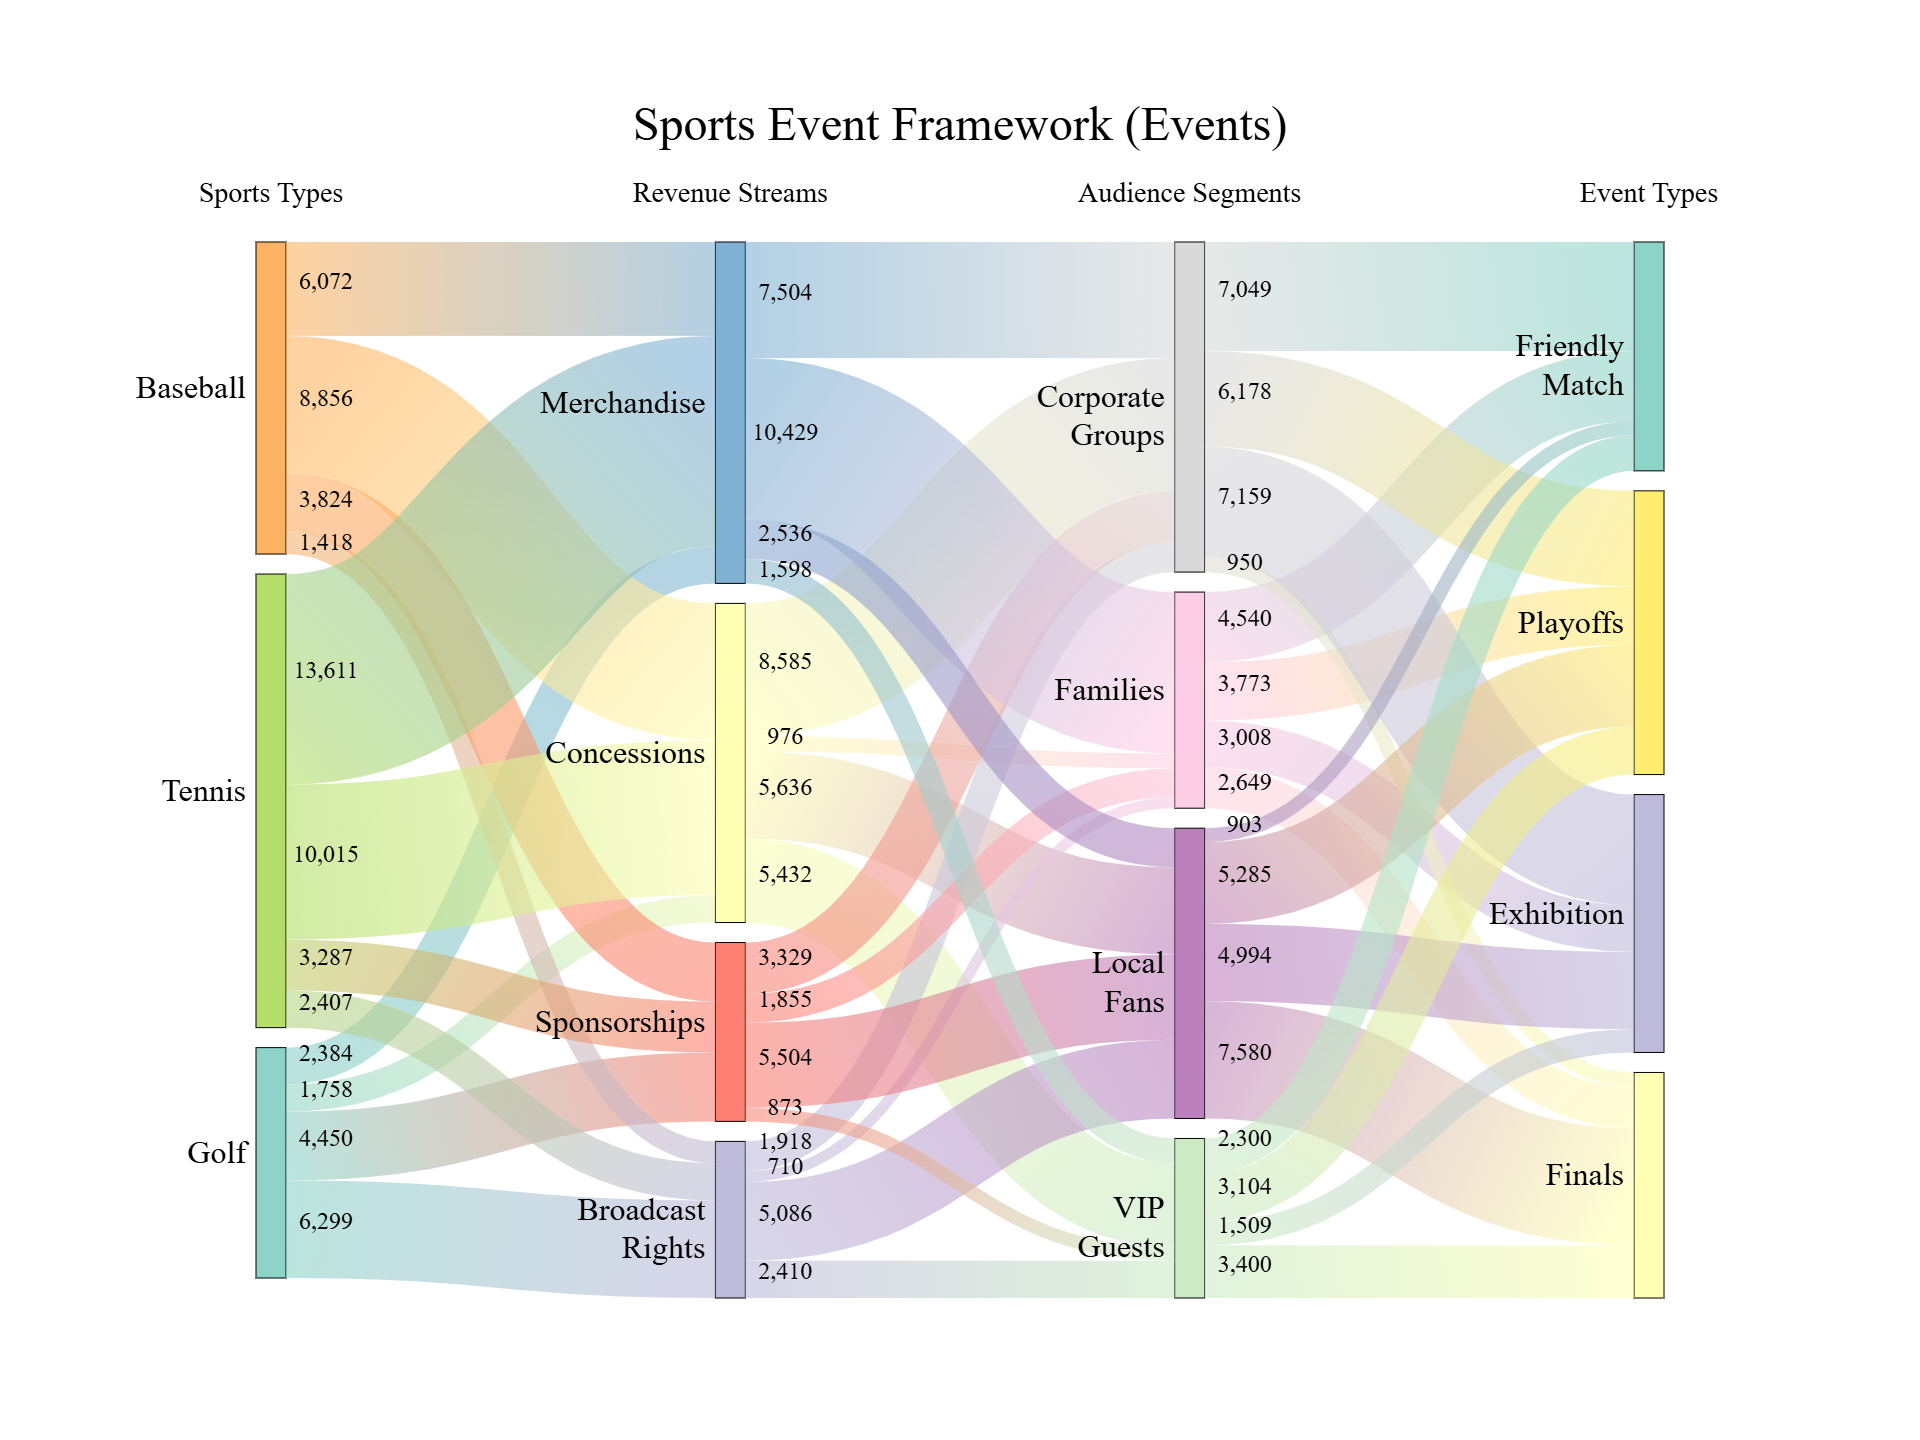 Sports Event Framework (Events)
Sports Types
Revenue Streams
Audience Segments
Event Types
Baseball
6,072
8,856
3,824
1,418
Tennis
13,611
10,015
3,287
2,407
Golf
2,384
1,758
4,450
6,299
Merchandise
7,504
10,429
2,536
1,598
Concessions
8,585
976
5,636
5,432
Sponsorships
3,329
1,855
5,504
873
Broadcast
Rights
1,918
710
5,086
2,410
Corporate
Groups
7,049
6,178
7,159
950
Families
4,540
3,773
3,008
2,649
Local
Fans
903
5,285
4,994
7,580
VIP
Guests
2,300
3,104
1,509
3,400
Friendly
Match
Playoffs
Exhibition
Finals